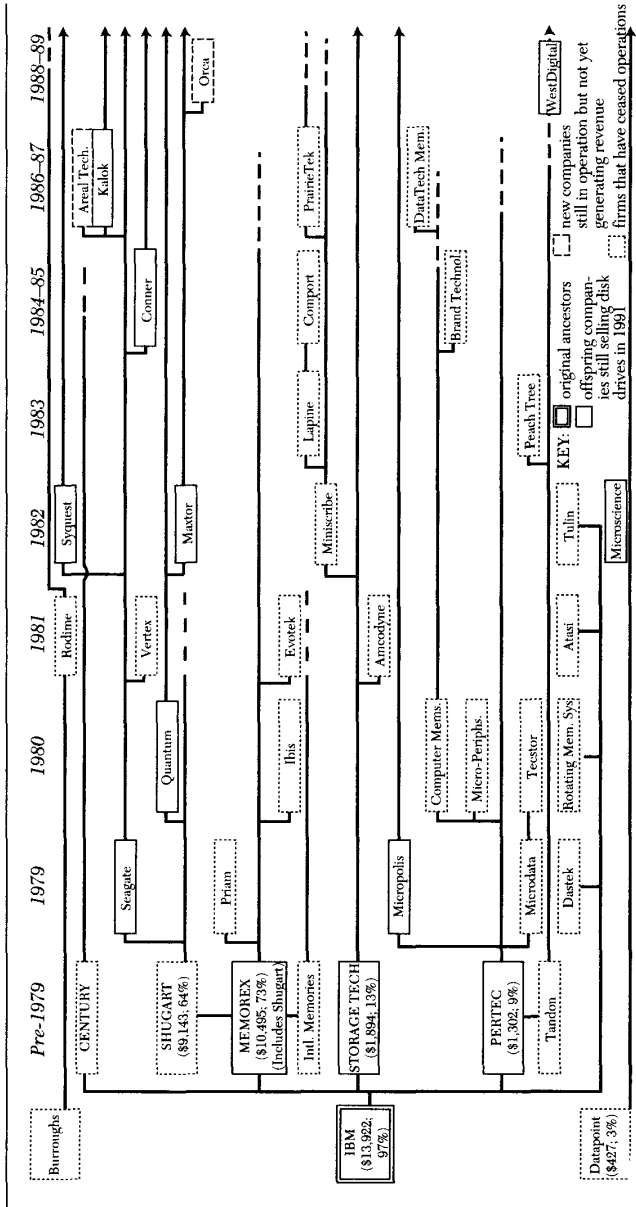 Pre-1979
1979
1980
1981
1982
1983
1984–85
1986–87
1988–89
Burroughs
Rodime
Syquest
CENTURY
Areal Tech.
Kalok
Seagate
Vertex
Conner
Quantum
Maxtor
SHUGART
($9,143; 64%)
Orca
Priam
MEMOREX
($10,495; 73%)
(Includes Shugart)
Ibis
Evotek
Intl. Memories
Lapine
Comport
PrairieTek
Miniscribe
IBM
($13,922;
97%)
STORAGE TECH
($1,894; 13%)
Amcodyne
Micropolis
DataTech Mem.
Computer Mems.
Brand Technol.
Micro-Periphs.
PERTEC
($1,302; 9%)
Microdata
Tecstor
Peach Tree
Tandon
WestDigital
Dastek
Rotating Mem. Sys
Atasi
Tulin
Microscience
Datapoint
($427; 3%)
KEY:
original ancestors
offspring compan-
ies still selling disk
drives in 1991
new companies
still in operation but not yet
generating revenue
firms that have ceased operations